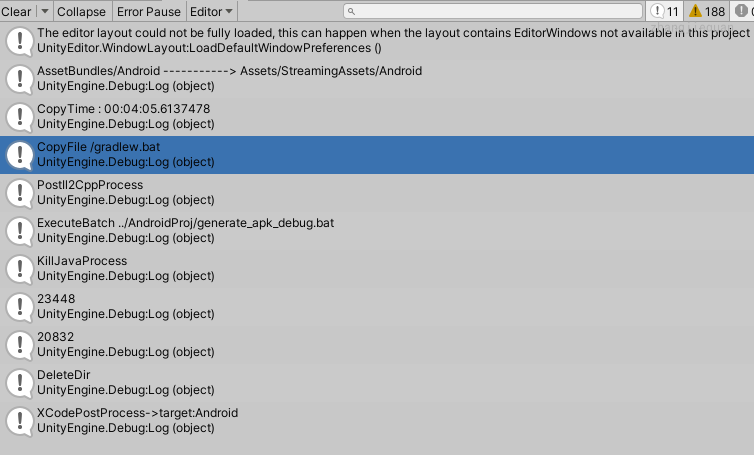 Clear Collapse Error Pause Editor 11 188
The editor layout could not be fully loaded, this can happen when the layout contains EditorWindows not available in this project
UnityEditor.WindowLayout:LoadDefaultWindowPreferences ()
AssetBundles/Android -----------> Assets/StreamingAssets/Android
UnityEngine.Debug:Log (object)
CopyTime : 00:04:05.6137478
UnityEngine.Debug:Log (object)
CopyFile /gradlew.bat
UnityEngine.Debug:Log (object)
PostIl2CppProcess
UnityEngine.Debug:Log (object)
ExecuteBatch ../AndroidProj/generate_apk_debug.bat
UnityEngine.Debug:Log (object)
KillJavaProcess
UnityEngine.Debug:Log (object)
23448
UnityEngine.Debug:Log (object)
20832
UnityEngine.Debug:Log (object)
DeleteDir
UnityEngine.Debug:Log (object)
XCodePostProcess->target:Android
UnityEngine.Debug:Log (object)